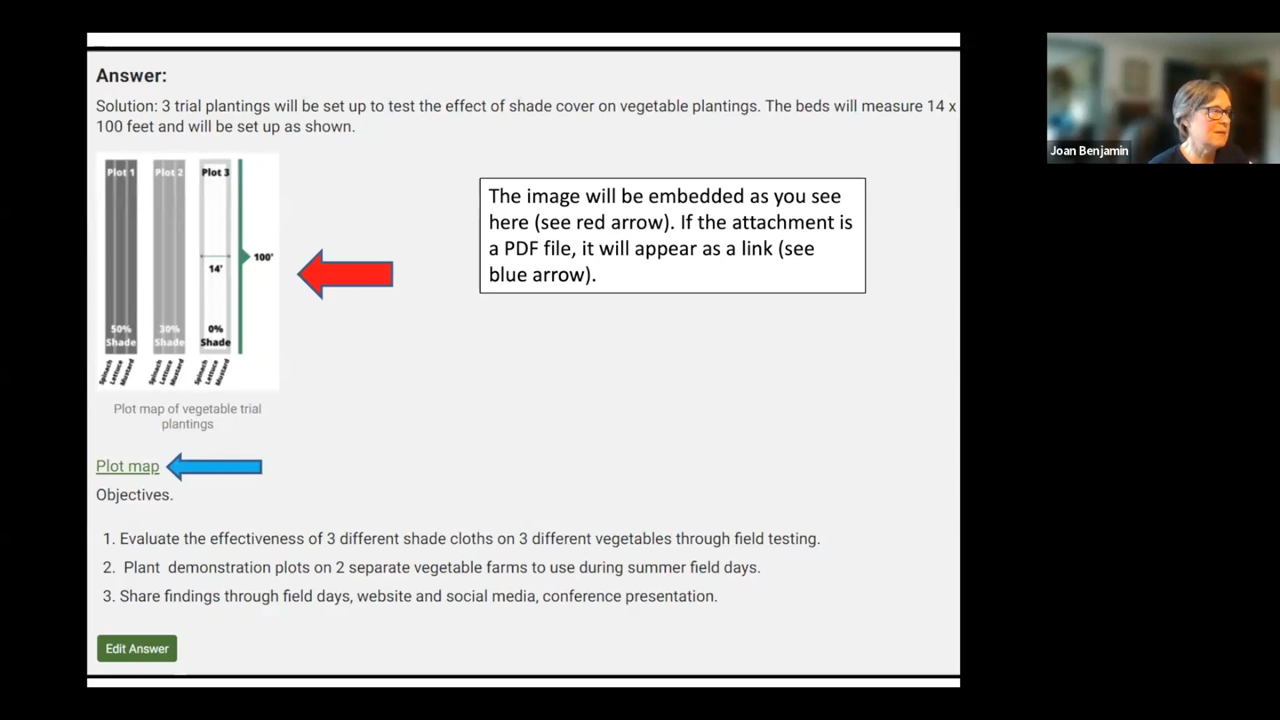 Answer:
Solution: 3 trial plantings will be set up to test the effect of shade cover on vegetable plantings. The beds will measure 14 x
100 feet and will be set up as shown.
Plot 1 Plot 2 Plot 3
100'
14'
50% 30% 0%
Shade Shade Shade
Spinach Lettuce Mustard Spinach Lettuce Mustard Spinach Lettuce Mustard
Plot map of vegetable trial
plantings
The image will be embedded as you see
here (see red arrow). If the attachment is
a PDF file, it will appear as a link (see
blue arrow).
Plot map
Objectives.
1. Evaluate the effectiveness of 3 different shade cloths on 3 different vegetables through field testing.
2. Plant demonstration plots on 2 separate vegetable farms to use during summer field days.
3. Share findings through field days, website and social media, conference presentation.
Edit Answer
Joan Benjamin